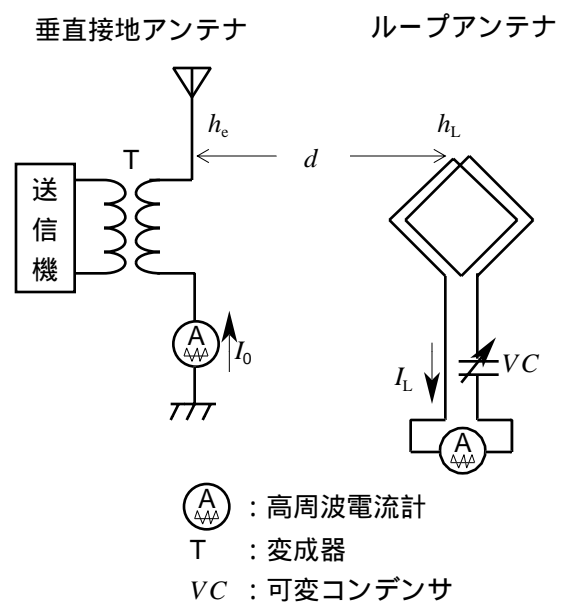 垂直接地アンテナ
ループアンテナ
h_e
h_L
d
T
送信機
A
I_0
I_L
VC
A
A :高周波電流計
T :変成器
VC :可変コンデンサ